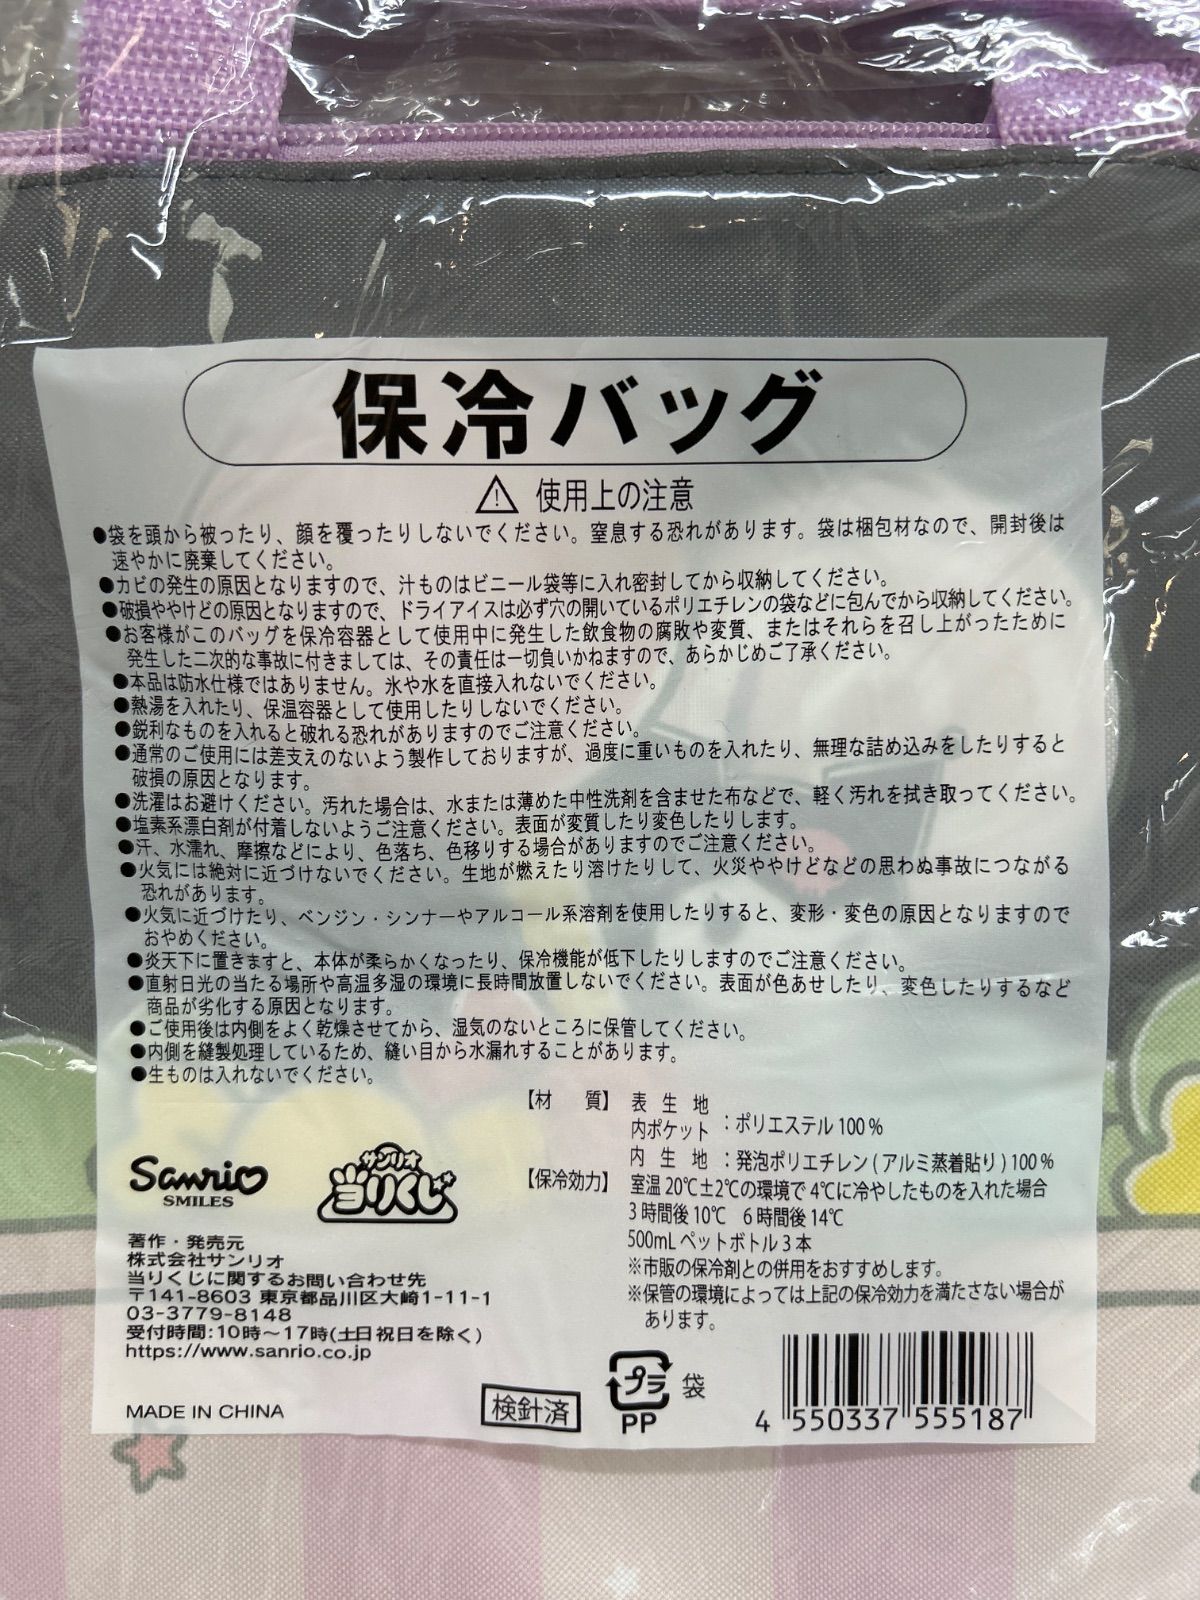 保冷バッグ
⚠ 使用上の注意
●袋を頭から被ったり、顔を覆ったりしないでください。窒息する恐れがあります。袋は梱包材なので、開封後は
速やかに廃棄してください。
●カビの発生の原因となりますので、汁ものはビニール袋等に入れ密封してから収納してください。
●破損ややけどの原因となりますので、ドライアイスは必ず穴の開いているポリエチレンの袋などに包んでから収納してください。
●お客様がこのバッグを保冷容器として使用中に発生した飲食物の腐敗や変質、またはそれらを召し上がったために
発生した二次的な事故に付きましては、その責任は一切負いかねますので、あらかじめご了承ください。
●本品は防水仕様ではありません。氷や水を直接入れないでください。
●熱湯を入れたり、保温容器として使用したりしないでください。
●鋭利なものを入れると破れる恐れがありますのでご注意ください。
●通常のご使用には差支えのないよう製作しておりますが、過度に重いものを入れたり、無理な詰め込みをしたりすると
破損の原因となります。
●洗濯はお避けください。汚れた場合は、水または薄めた中性洗剤を含ませた布などで、軽く汚れを拭き取ってください。
●塩素系漂白剤が付着しないようご注意ください。表面が変質したり変色したりします。
●汗、水濡れ、摩擦などにより、色落ち、色移りする場合がありますのでご注意ください。
●火気には絶対に近づけないでください。生地が燃えたり溶けたりして、火災ややけどなどの思わぬ事故につながる
恐れがあります。
●火気に近づけたり、ベンジン・シンナーやアルコール系溶剤を使用したりすると、変形・変色の原因となりますので
おやめください。
●炎天下に置きますと、本体が柔らかくなったり、保冷機能が低下したりしますのでご注意ください。
●直射日光の当たる場所や高温多湿の環境に長時間放置しないでください。表面が色あせしたり、変色したりするなど
商品が劣化する原因となります。
●ご使用後は内側をよく乾燥させてから、湿気のないところに保管してください。
●内側を縫製処理しているため、縫い目から水漏れすることがあります。
●生ものは入れないでください。
【材 質】 表生地
内ポケット :ポリエステル100%
内生地 :発泡ポリエチレン(アルミ蒸着貼り)100%
【保冷効力】 室温20℃±2℃の環境で4℃に冷やしたものを入れた場合
3時間後10℃ 6時間後14℃
500mLペットボトル3本
※市販の保冷剤との併用をおすすめします。
※保管の環境によっては上記の保冷効力を満たさない場合が
あります。
Sanrio
SMILES
サンリオ
当りくじ
著作・発売元
株式会社サンリオ
当りくじに関するお問い合わせ先
〒141-8603 東京都品川区大崎1-11-1
03-3779-8148
受付時間:10時〜17時(土日祝日を除く)
https://www.sanrio.co.jp
MADE IN CHINA
検針済
プラ 袋
PP
4 550337 555187